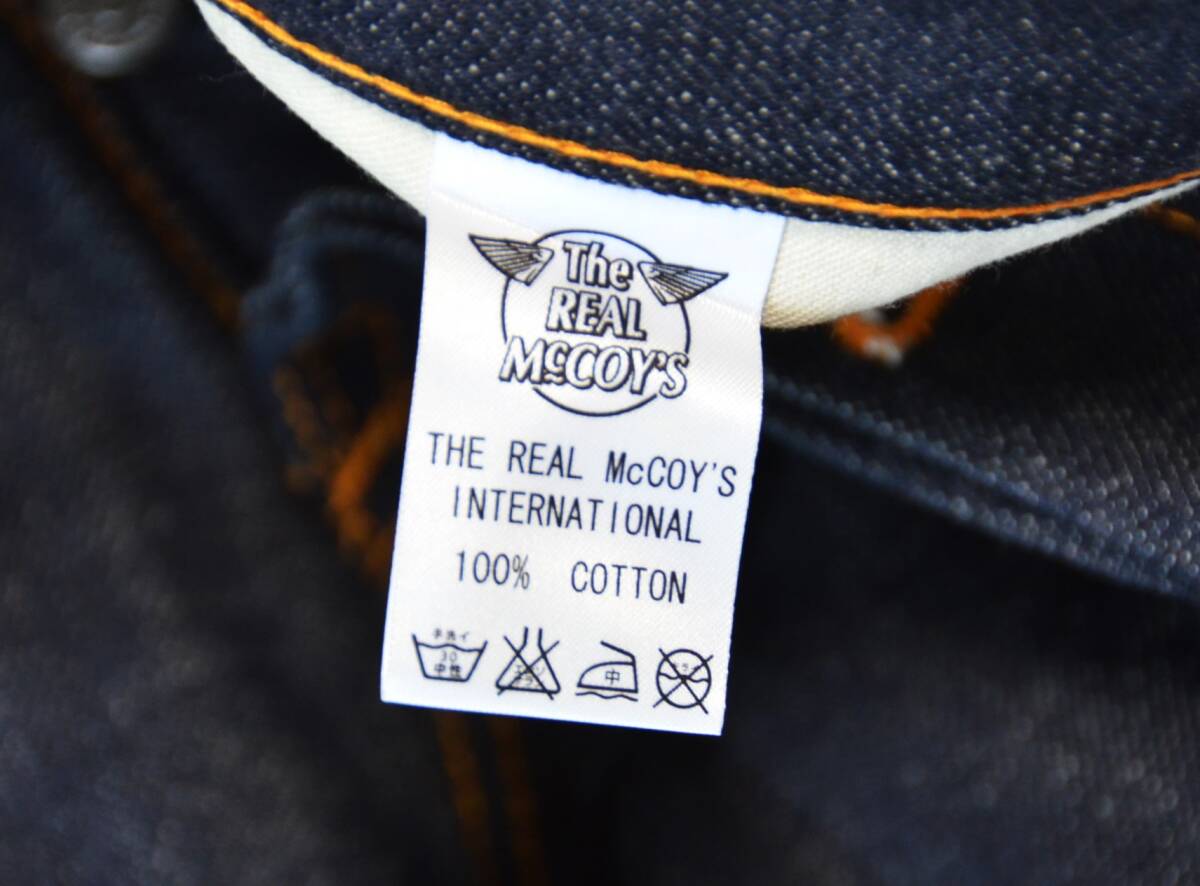 The
REAL
McCOY'S
THE REAL McCOY'S
INTERNATIONAL
100% COTTON
手洗イ
30
中性
中